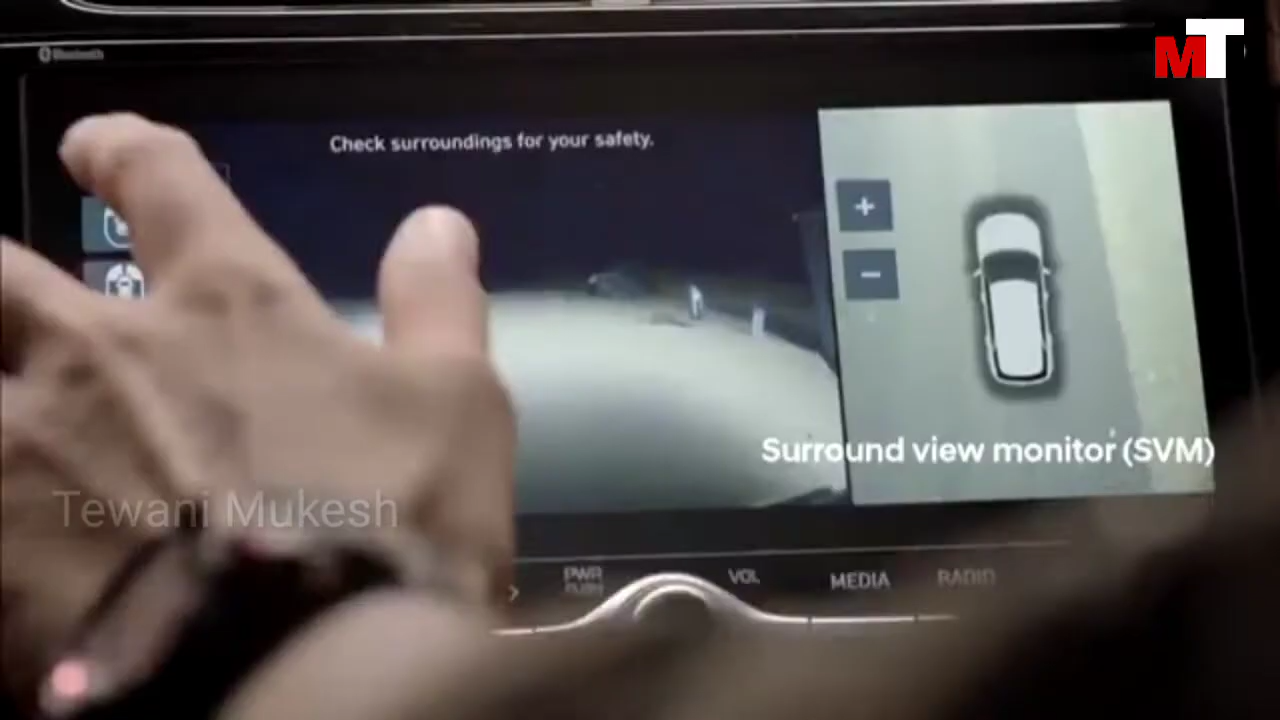 MT
Bluetooth
Check surroundings for your safety.
+
−
Surround view monitor (SVM)
Tewani Mukesh
PWR
VOL
MEDIA
RADIO